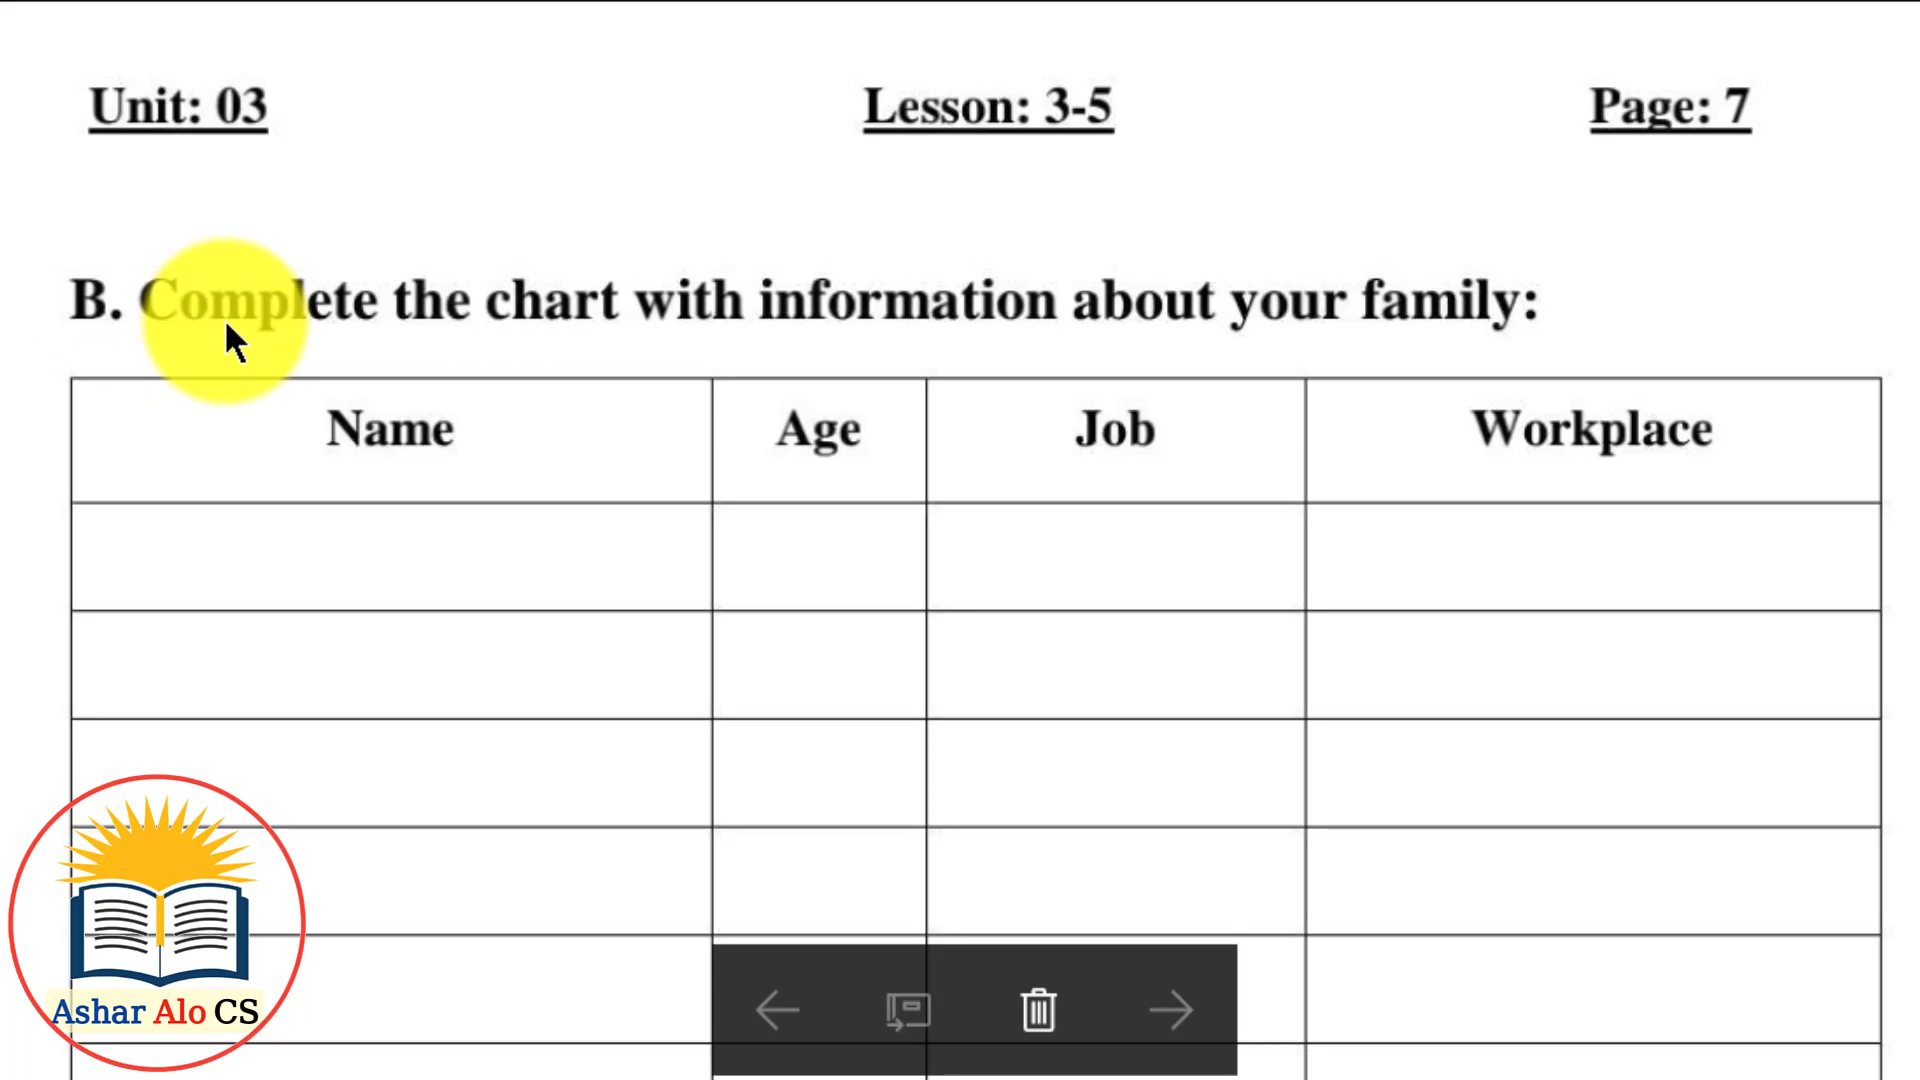 Unit: 03 Lesson: 3-5 Page: 7
B. Complete the chart with information about your family:
Name Age Job Workplace
Ashar Alo CS